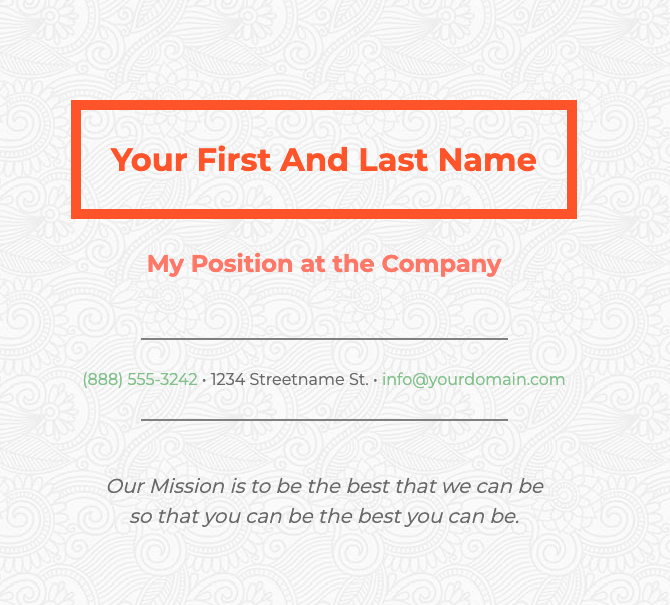 Your First And Last Name
My Position at the Company
(888) 555-3242 • 1234 Streetname St. • info@yourdomain.com
Our Mission is to be the best that we can be
so that you can be the best you can be.